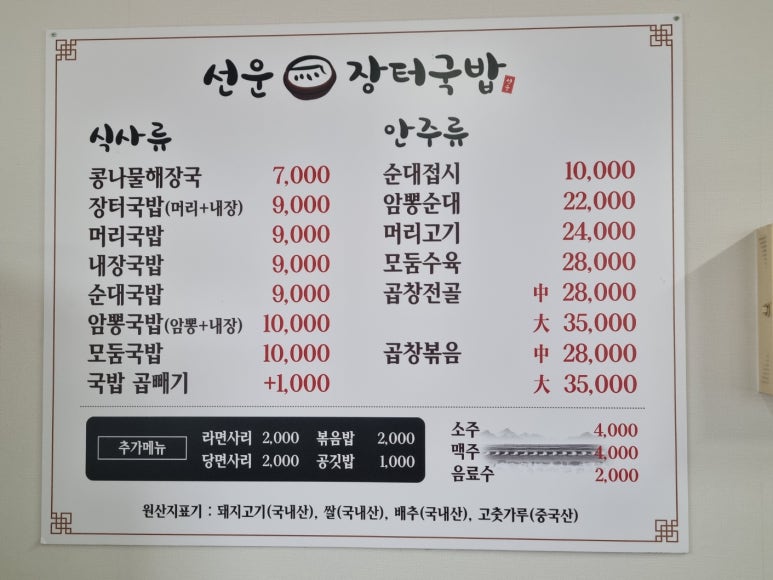 선운 장터국밥
식사류
콩나물해장국 7,000
장터국밥(머리+내장) 9,000
머리국밥 9,000
내장국밥 9,000
순대국밥 9,000
암뽕국밥(암뽕+내장) 10,000
모둠국밥 10,000
국밥 곱빼기 +1,000
안주류
순대접시 10,000
암뽕순대 22,000
머리고기 24,000
모둠수육 28,000
곱창전골 中 28,000
大 35,000
곱창볶음 中 28,000
大 35,000
추가메뉴
라면사리 2,000 볶음밥 2,000
당면사리 2,000 공깃밥 1,000
소주 4,000
맥주 4,000
음료수 2,000
원산지표기 : 돼지고기(국내산), 쌀(국내산), 배추(국내산), 고춧가루(중국산)